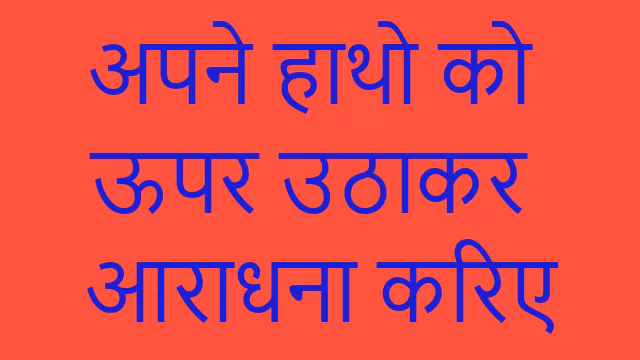 अपने हाथो को
ऊपर उठाकर
आराधना करिए